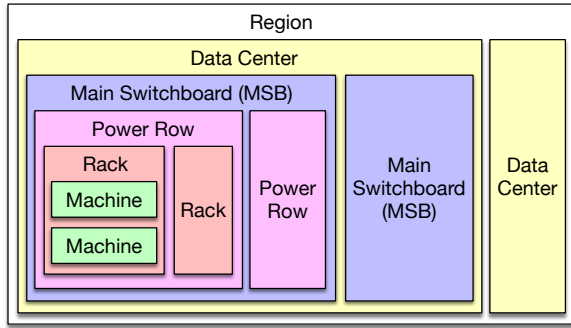 Region
Data Center
Main Switchboard (MSB)
Power Row
Rack
Machine
Machine
Rack
Power
Row
Main
Switchboard
(MSB)
Data
Center